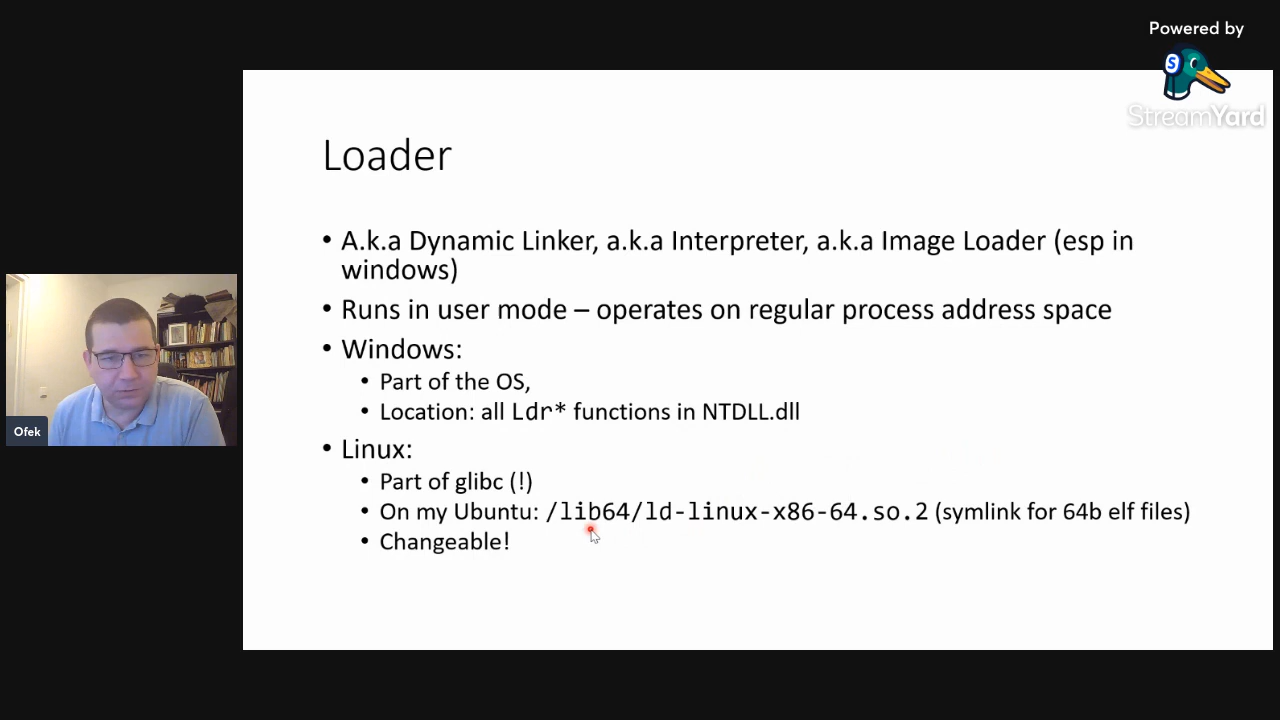 Powered by
StreamYard
Loader
• A.k.a Dynamic Linker, a.k.a Interpreter, a.k.a Image Loader (esp in
windows)
• Runs in user mode – operates on regular process address space
• Windows:
• Part of the OS,
• Location: all Ldr* functions in NTDLL.dll
• Linux:
• Part of glibc (!)
• On my Ubuntu: /lib64/ld-linux-x86-64.so.2 (symlink for 64b elf files)
• Changeable!
Ofek